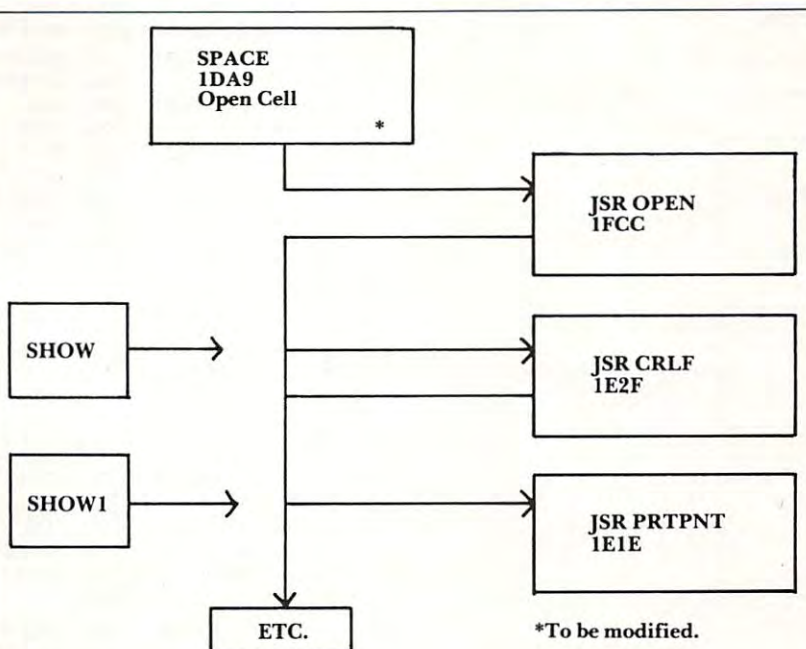 SPACE
1DA9
Open Cell
*
JSR OPEN
1FCC
SHOW
JSR CRLF
1E2F
SHOW1
JSR PRTPNT
1E1E
ETC.
*To be modified.